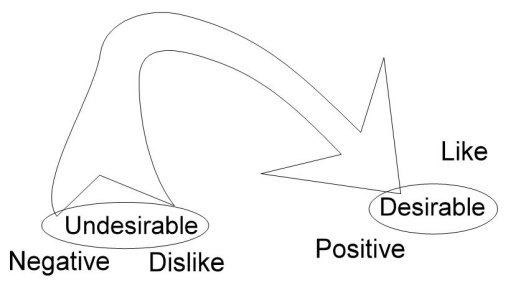 Like
Desirable
Positive
Undesirable
Negative
Dislike